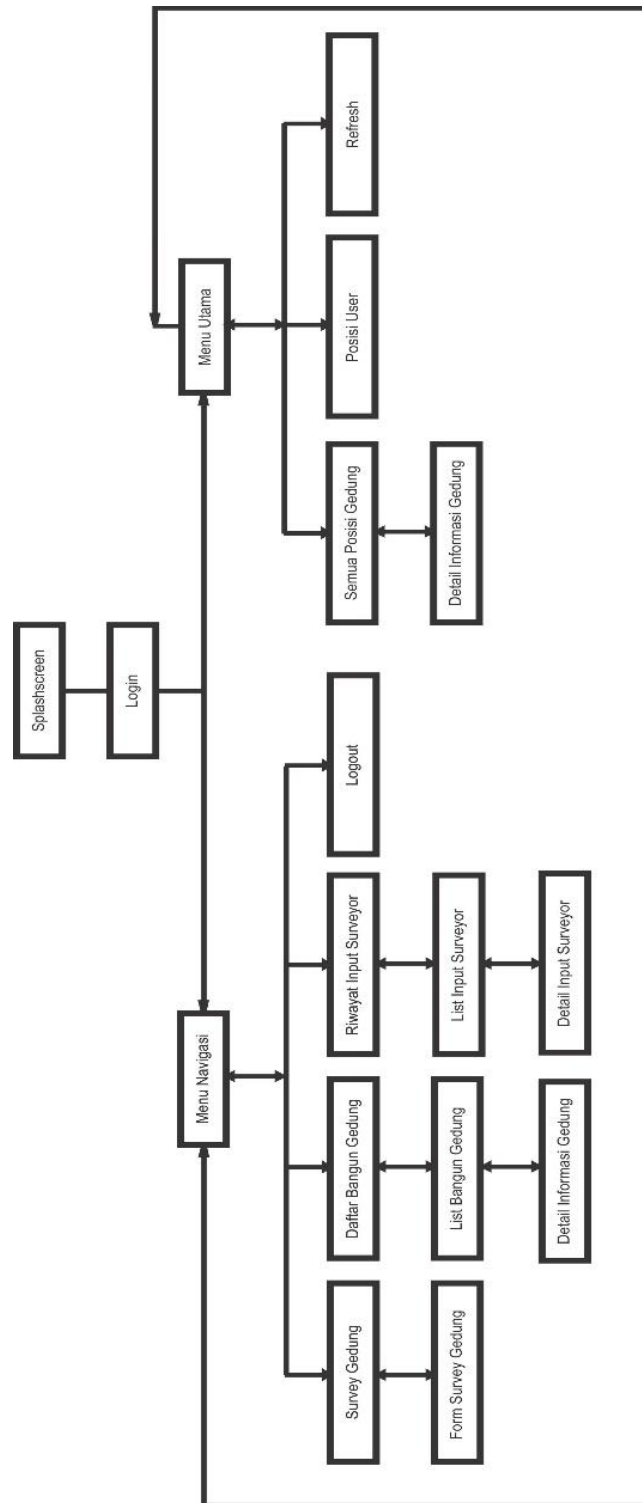 Splashscreen
Login
Menu Navigasi
Menu Utama
Survey Gedung
Daftar Bangun Gedung
Riwayat Input Surveyor
Logout
Semua Posisi Gedung
Posisi User
Refresh
Form Survey Gedung
List Bangun Gedung
List Input Surveyor
Detail Informasi Gedung
Detail Informasi Gedung
Detail Input Surveyor